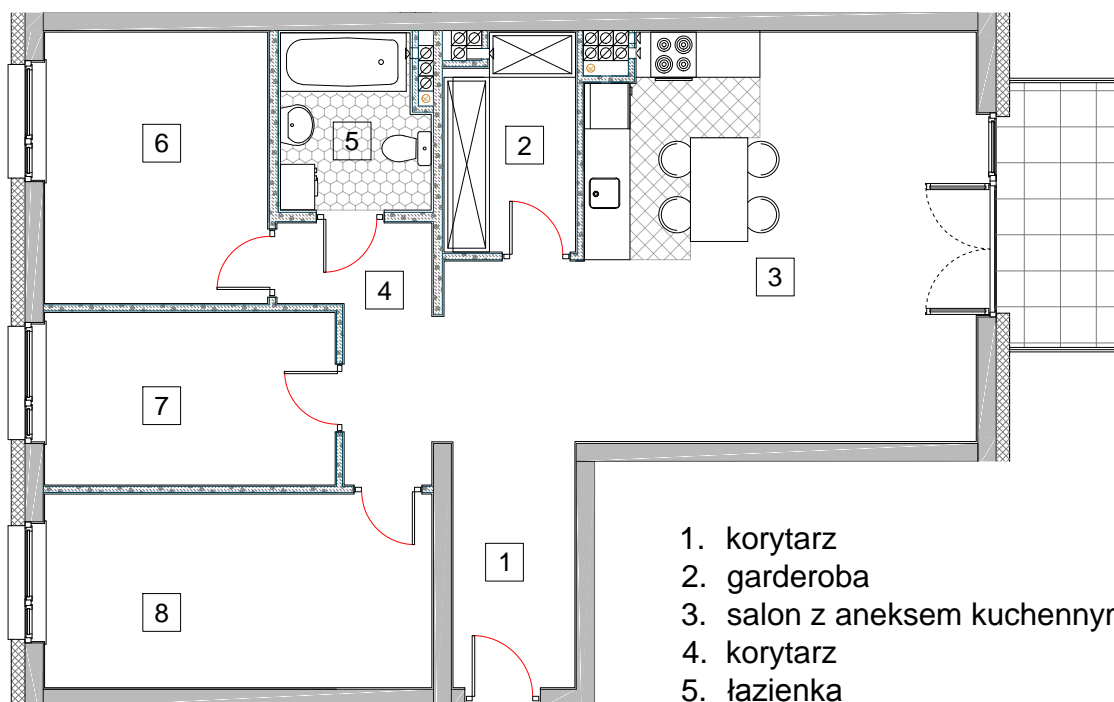 6
5
2
4
3
7
8
1
1. korytarz
2. garderoba
3. salon z aneksem kuchennym
4. korytarz
5. łazienka